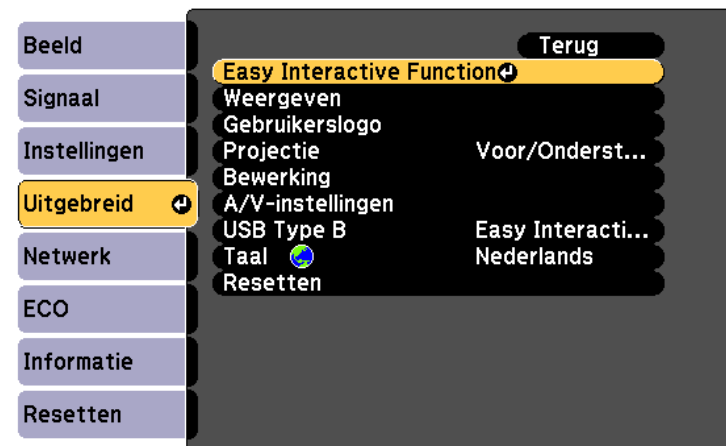 Beeld
Signaal
Instellingen
Uitgebreid
Netwerk
ECO
Informatie
Resetten
Terug
Easy Interactive Function
Weergeven
Gebruikerslogo
Projectie Voor/Onderst...
Bewerking
A/V-instellingen
USB Type B Easy Interacti...
Taal Nederlands
Resetten